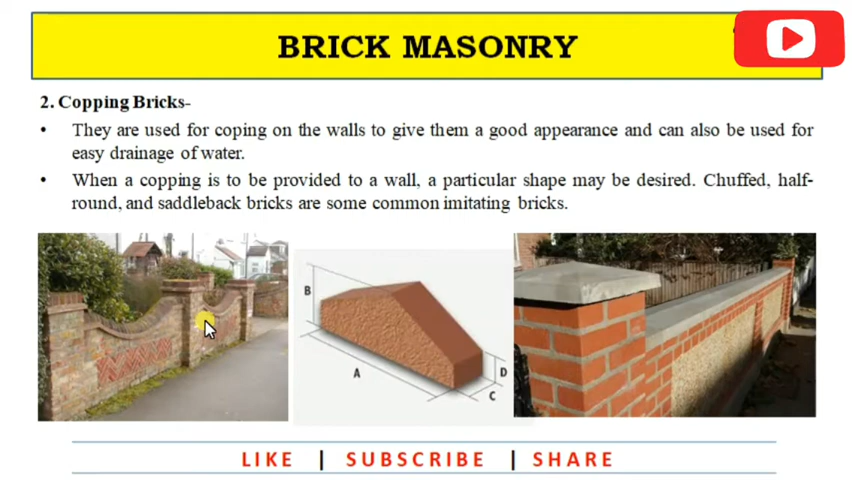 BRICK MASONRY
2. Copping Bricks-
• They are used for coping on the walls to give them a good appearance and can also be used for
easy drainage of water.
• When a copping is to be provided to a wall, a particular shape may be desired. Chuffed, half-
round, and saddleback bricks are some common imitating bricks.
B
A
D
C
LIKE | SUBSCRIBE | SHARE